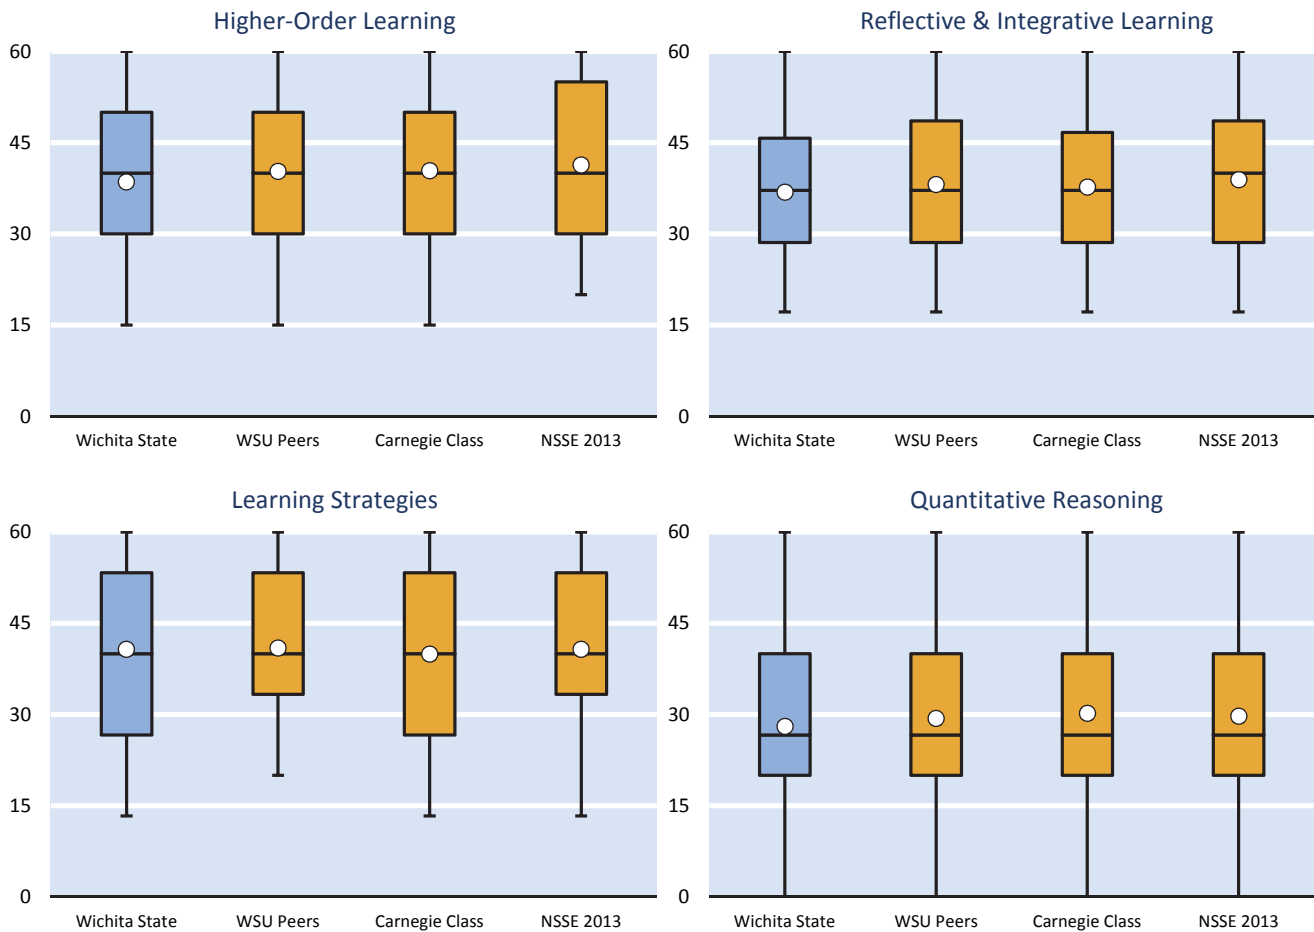 Higher-Order Learning
60
45
30
15
0
Wichita State WSU Peers Carnegie Class NSSE 2013
Reflective & Integrative Learning
60
45
30
15
0
Wichita State WSU Peers Carnegie Class NSSE 2013
Learning Strategies
60
45
30
15
0
Wichita State WSU Peers Carnegie Class NSSE 2013
Quantitative Reasoning
60
45
30
15
0
Wichita State WSU Peers Carnegie Class NSSE 2013